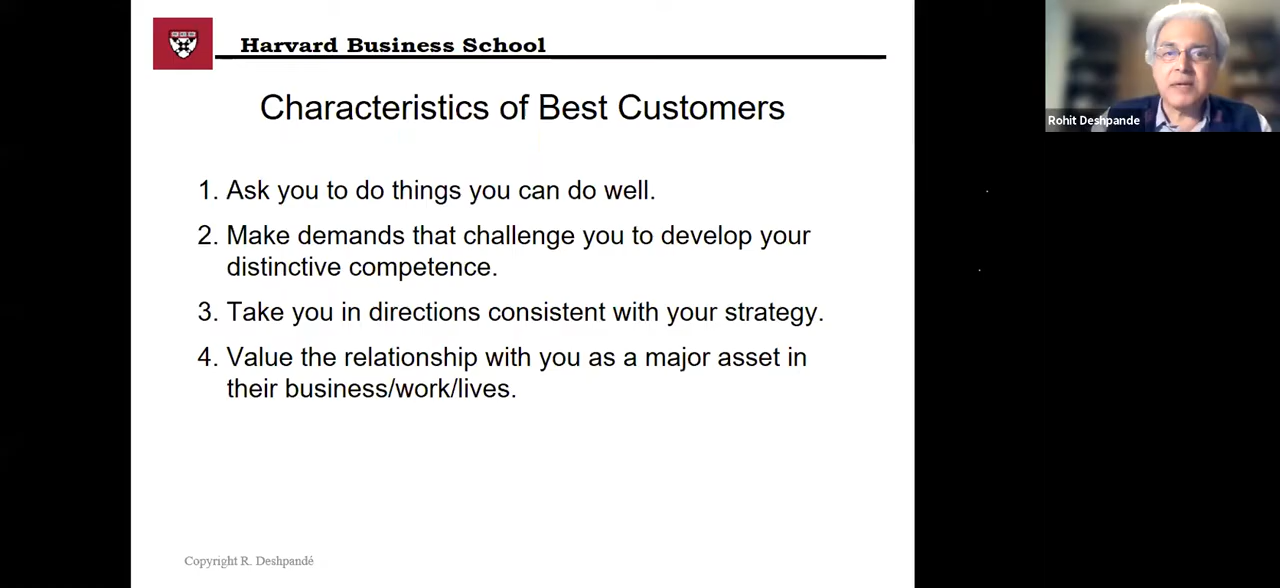 Harvard Business School
Rohit Deshpande
Characteristics of Best Customers
1. Ask you to do things you can do well.
2. Make demands that challenge you to develop your
distinctive competence.
3. Take you in directions consistent with your strategy.
4. Value the relationship with you as a major asset in
their business/work/lives.
Copyright R. Deshpandé